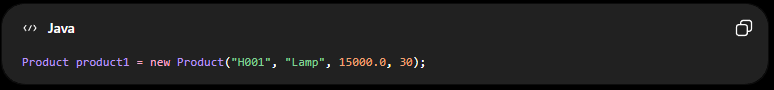 Java
Product product1 = new Product("H001", "Lamp", 15000.0, 30);